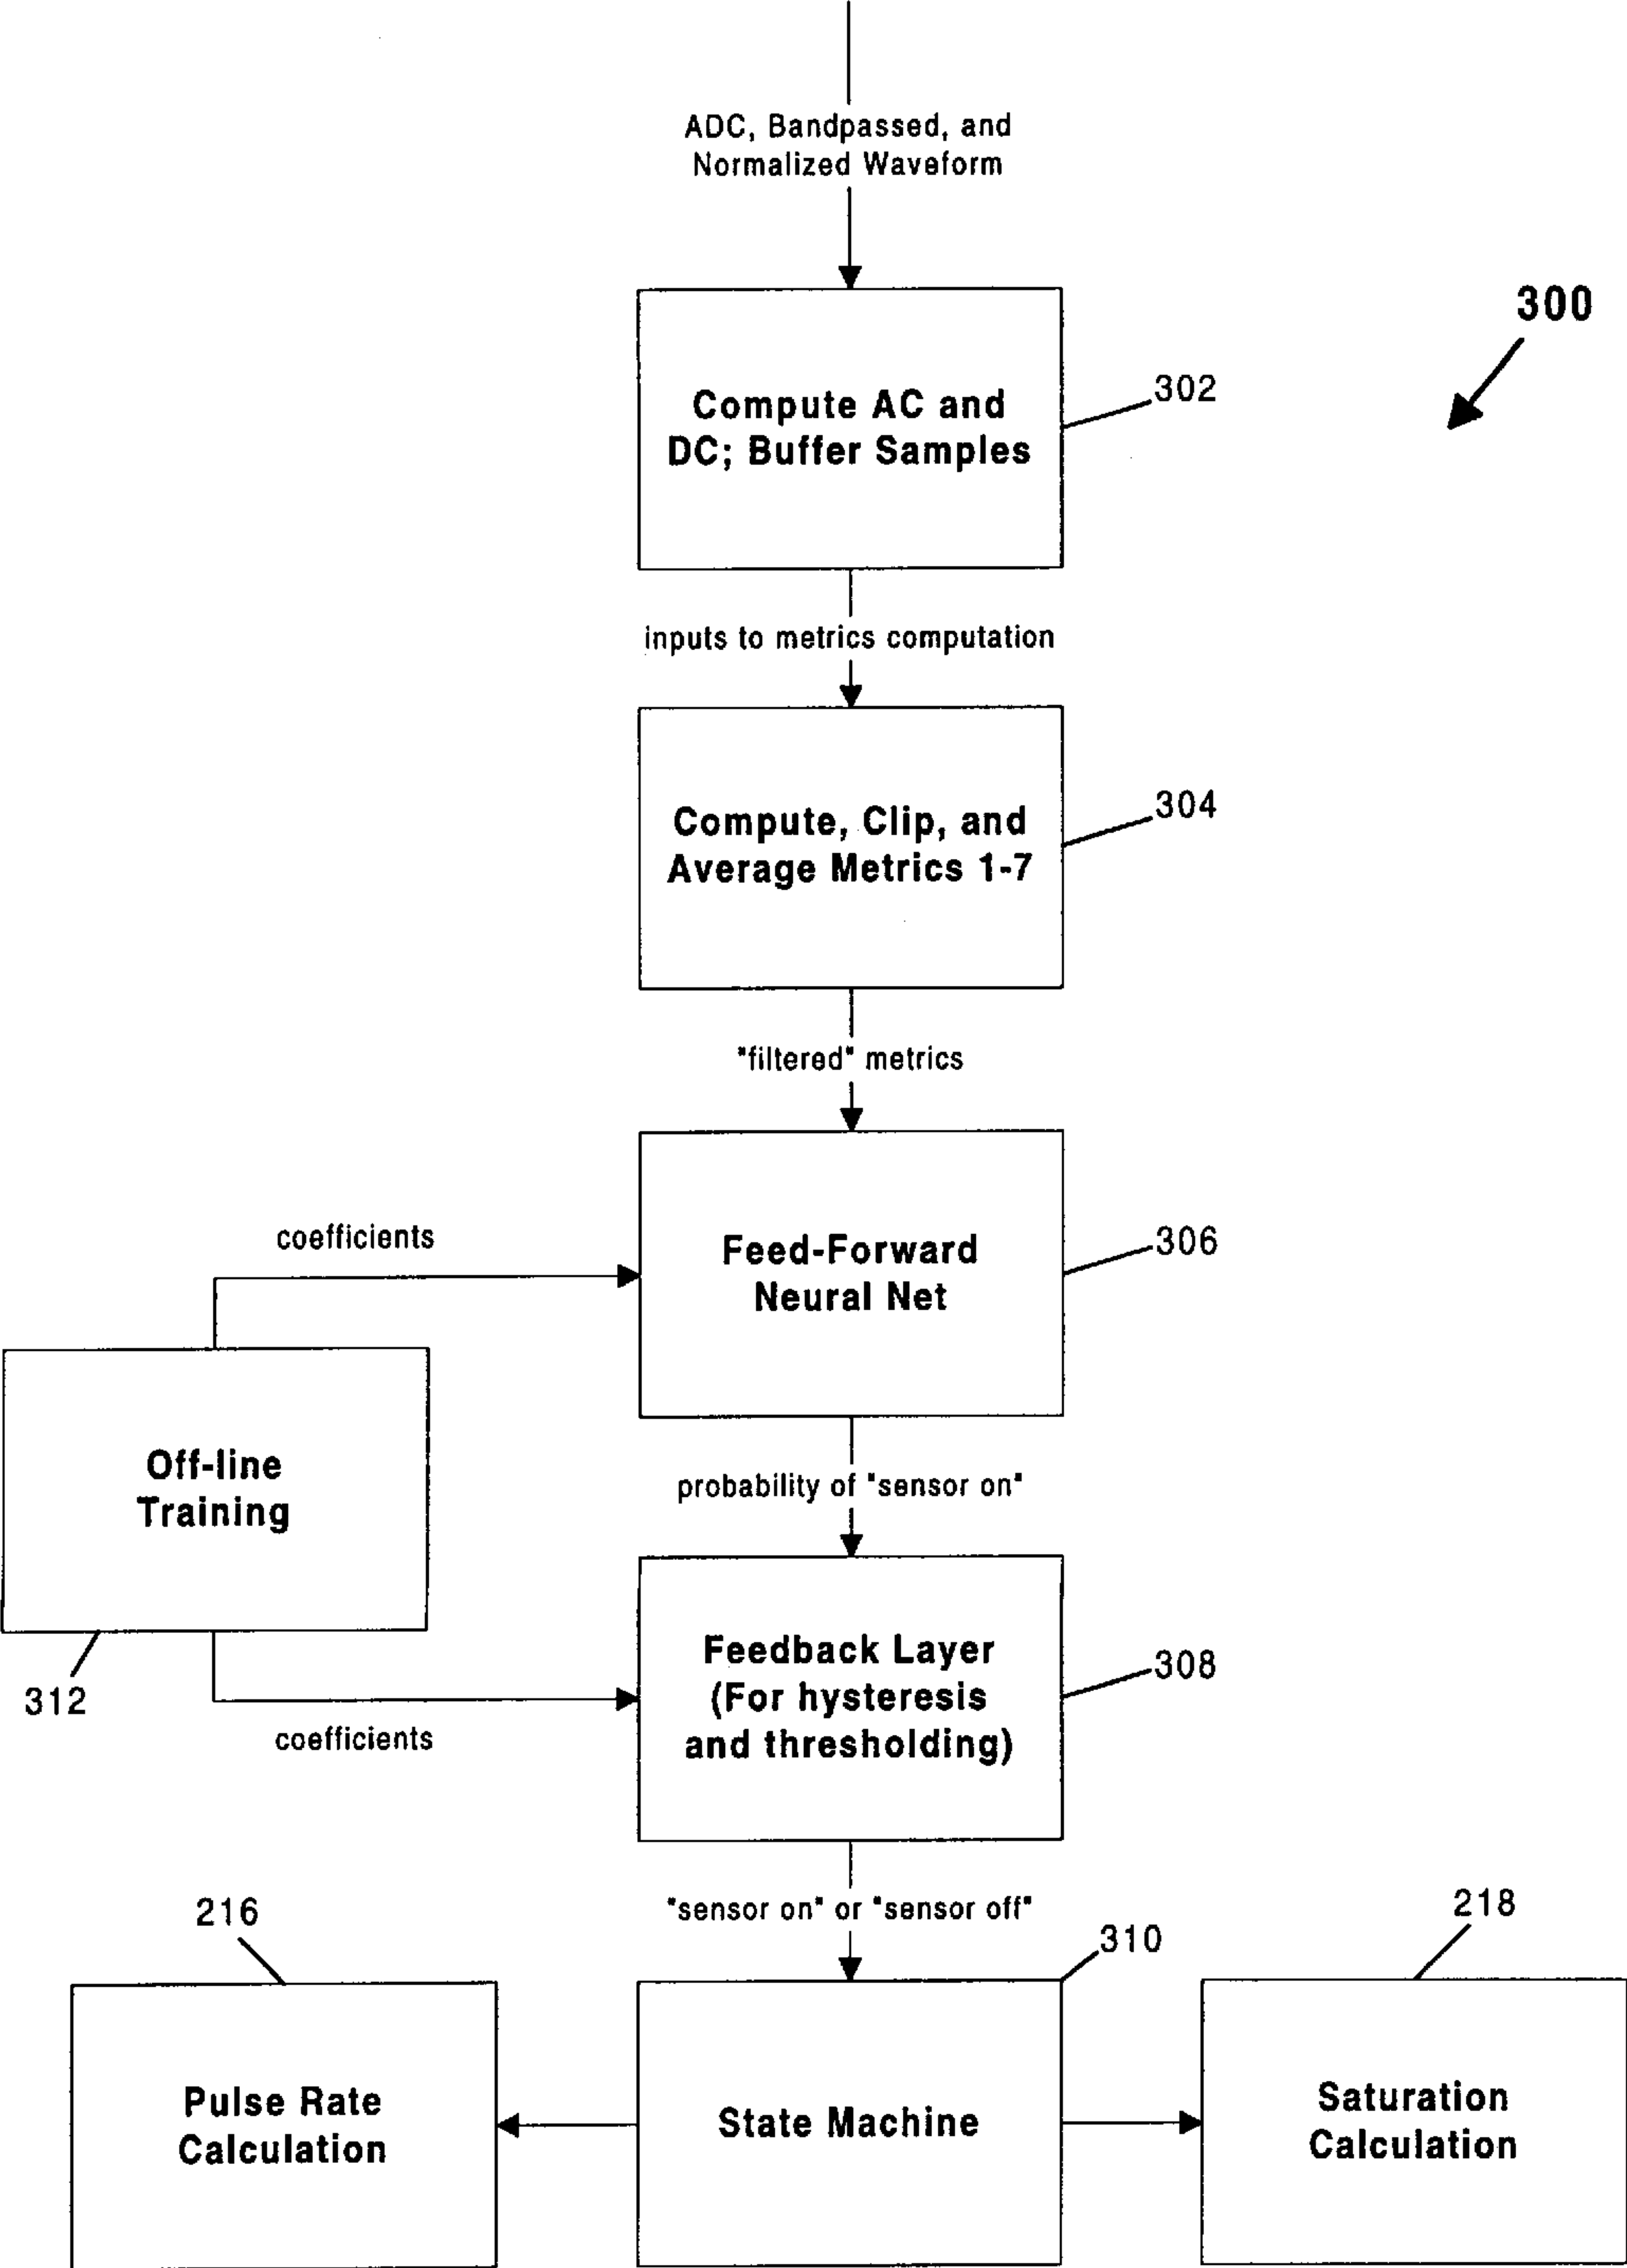 ADC, Bandpassed, and
Normalized Waveform
300
Compute AC and
DC; Buffer Samples
302
inputs to metrics computation
Compute, Clip, and
Average Metrics 1-7
304
"filtered" metrics
coefficients
Feed-Forward
Neural Net
306
Off-line
Training
312
probability of "sensor on"
coefficients
Feedback Layer
(For hysteresis
and thresholding)
308
"sensor on" or "sensor off"
216
Pulse Rate
Calculation
310
State Machine
218
Saturation
Calculation